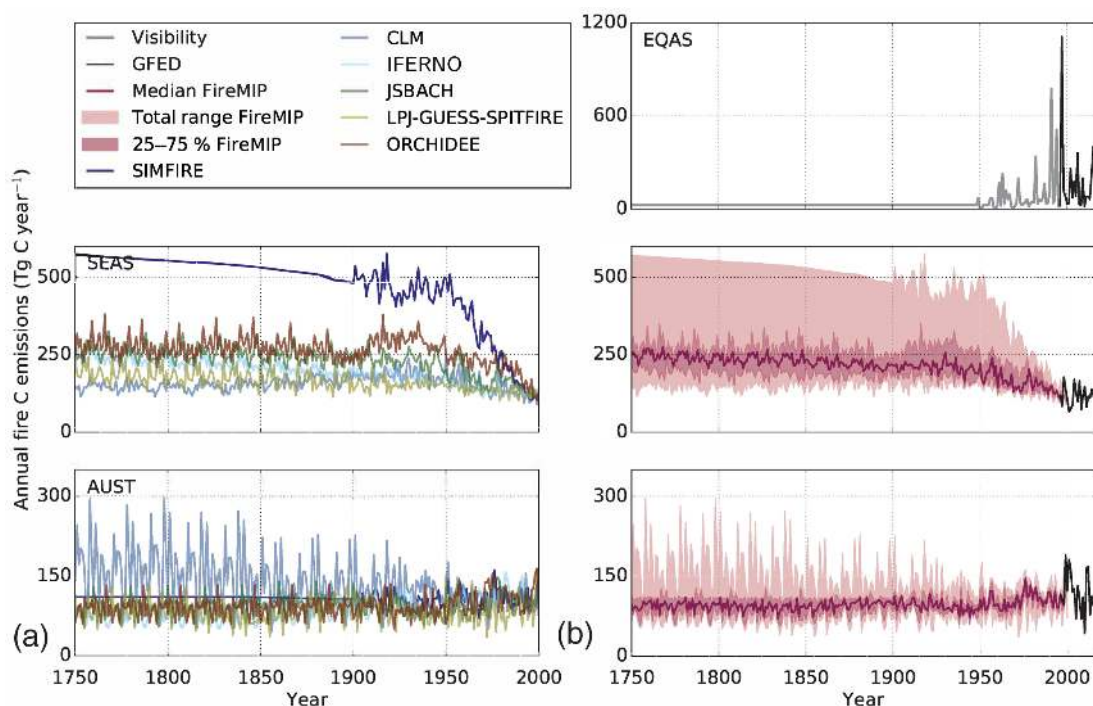 Visibility
GFED
Median FireMIP
Total range FireMIP
25–75 % FireMIP
SIMFIRE
CLM
IFERNO
JSBACH
LPJ-GUESS-SPITFIRE
ORCHIDEE
EQAS
1200
600
0
Annual fire C emissions (Tg C year⁻¹)
SEAS
500
250
0
500
250
0
AUST
300
150
0
300
150
0
(a)
(b)
1750 1800 1850 1900 1950 2000
Year
1750 1800 1850 1900 1950 2000
Year